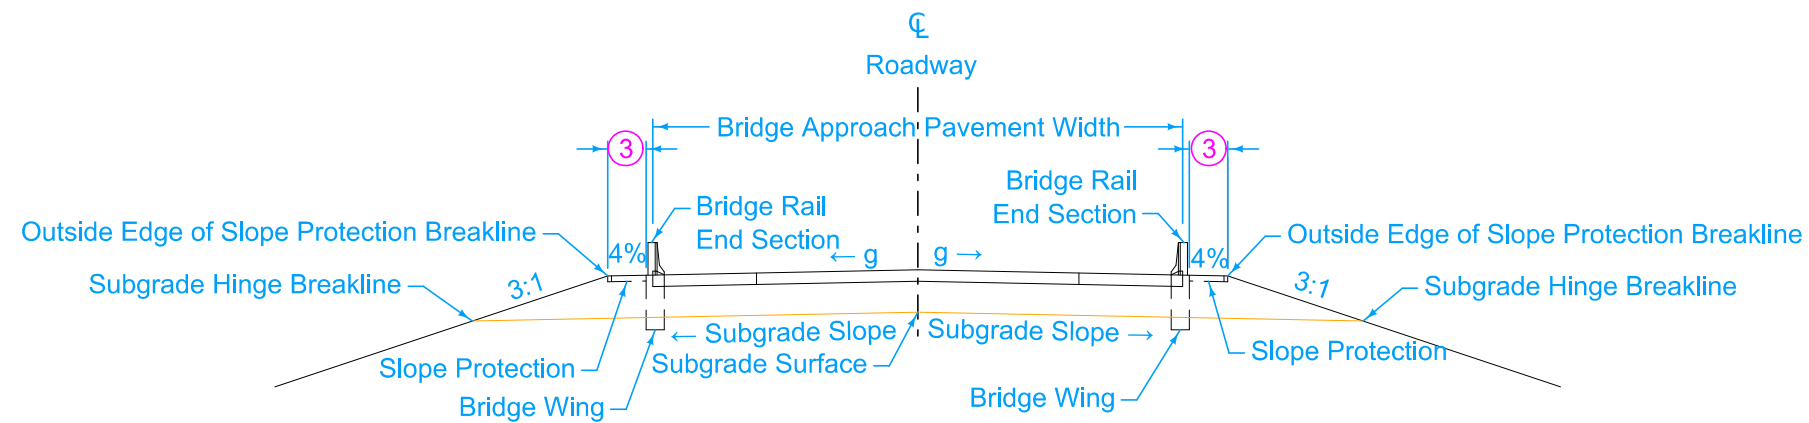 ℄
Roadway
Bridge Approach Pavement Width
3
3
Bridge Rail
End Section
Bridge Rail
End Section
Outside Edge of Slope Protection Breakline
4%
← g
g →
4%
Outside Edge of Slope Protection Breakline
Subgrade Hinge Breakline
3:1
3:1
Subgrade Hinge Breakline
← Subgrade Slope
Subgrade Slope →
Slope Protection
Subgrade Surface
Slope Protection
Bridge Wing
Bridge Wing